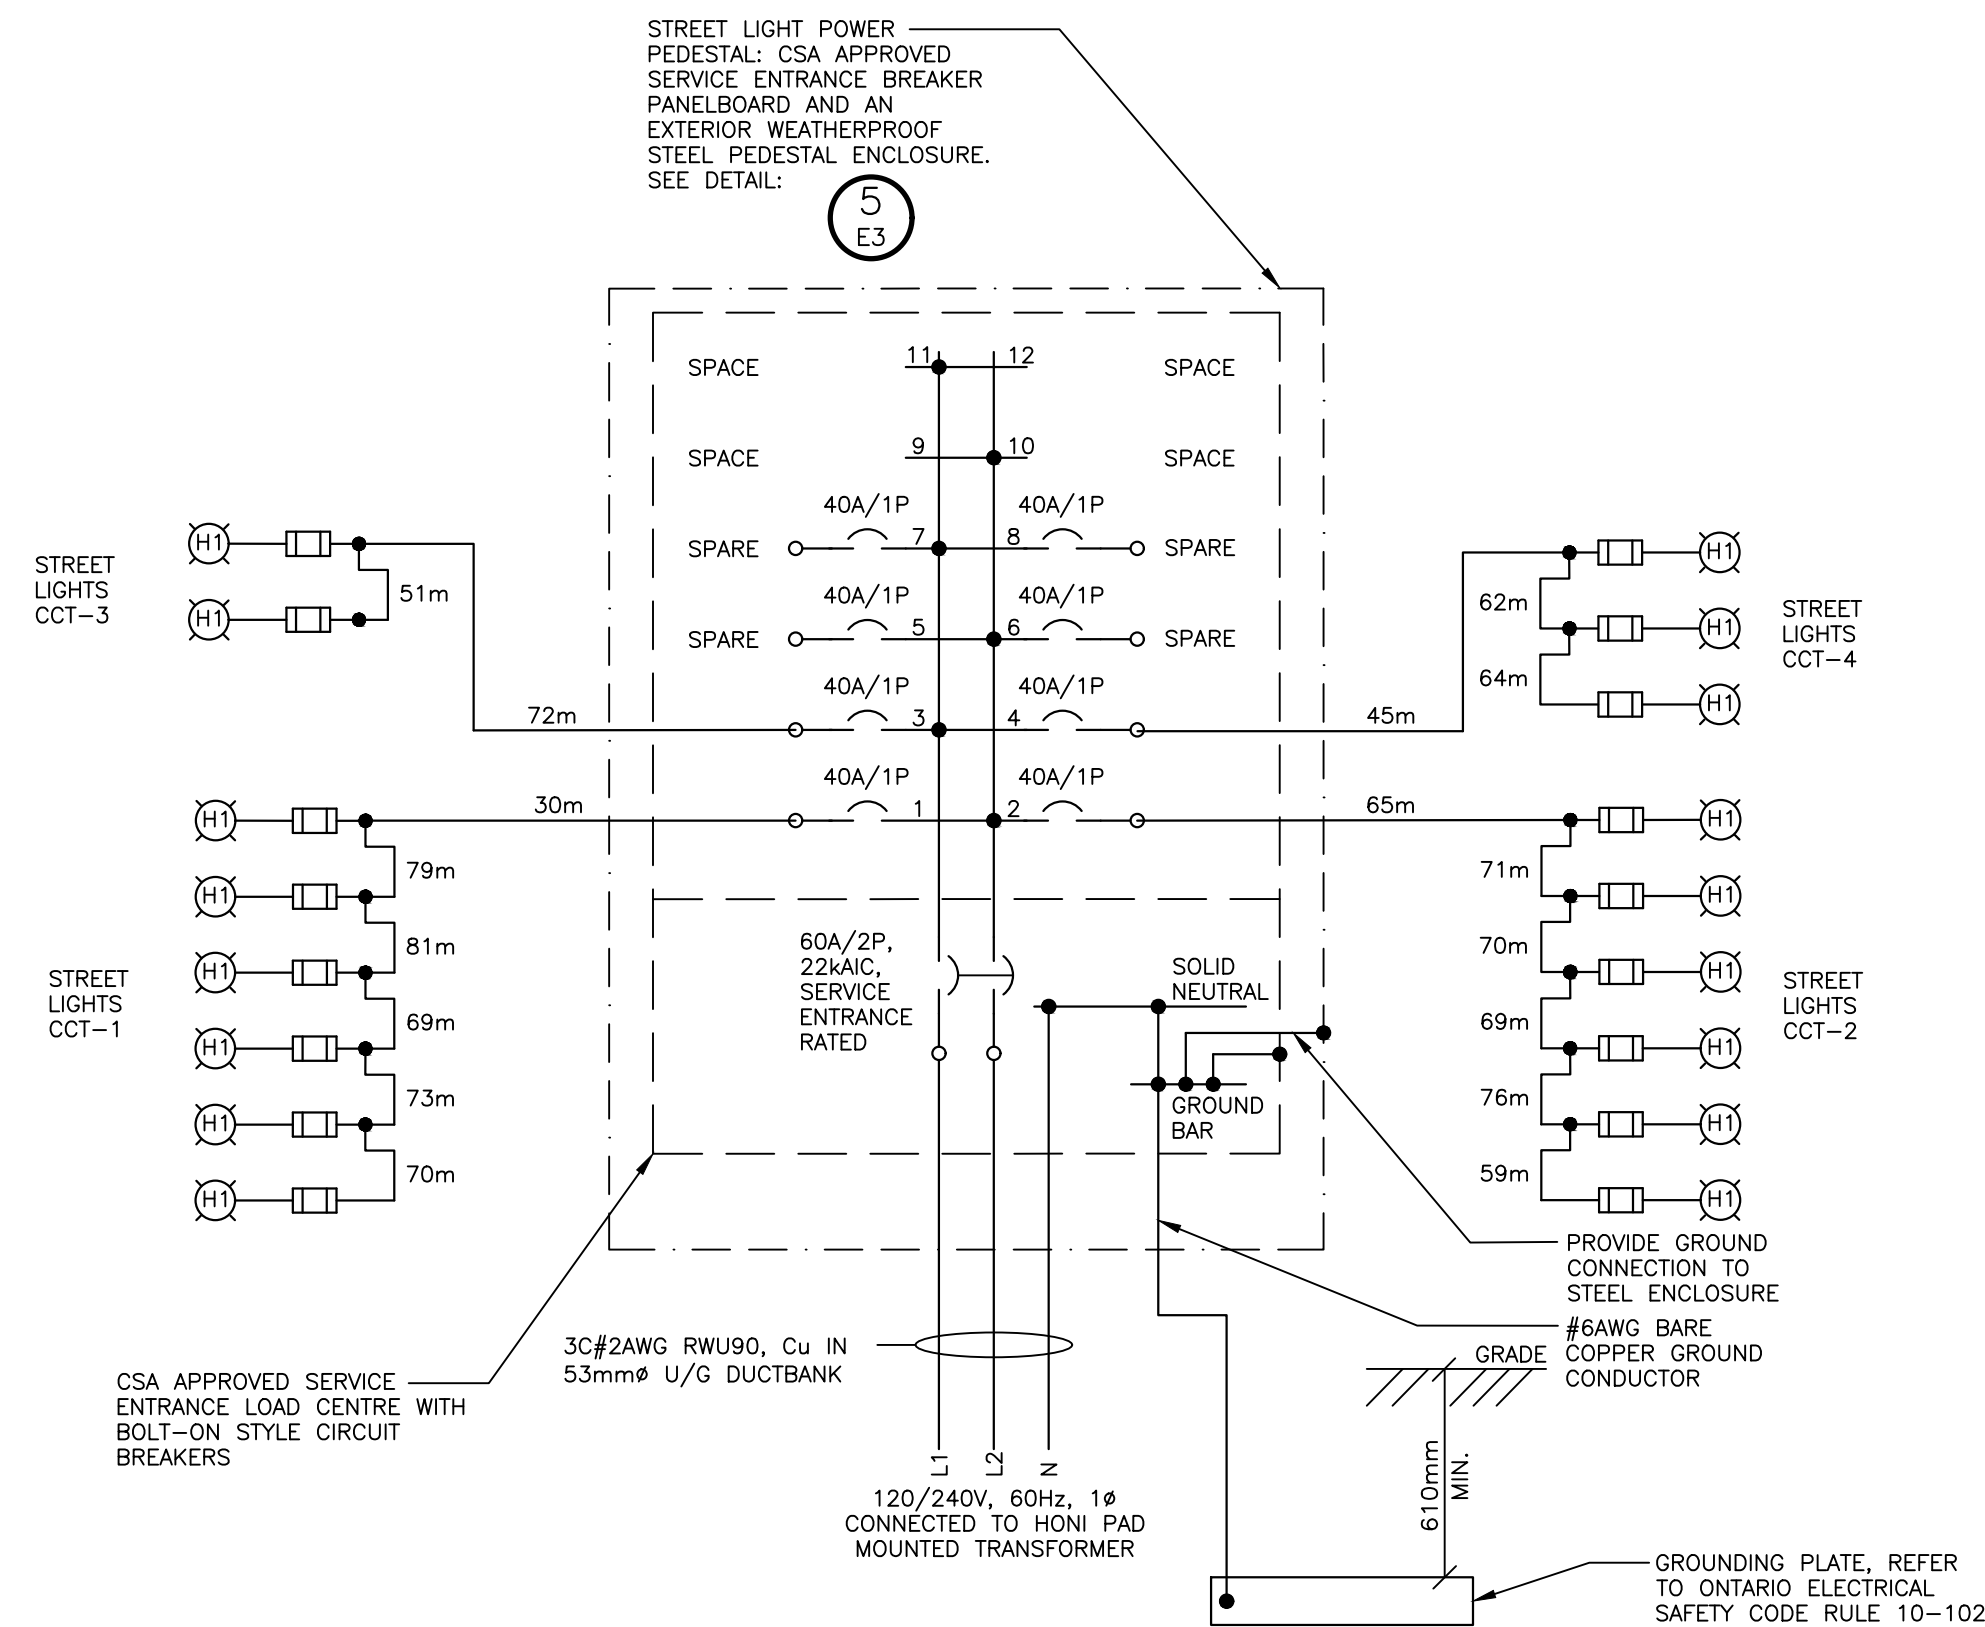 STREET LIGHT POWER
PEDESTAL: CSA APPROVED
SERVICE ENTRANCE BREAKER
PANELBOARD AND AN
EXTERIOR WEATHERPROOF
STEEL PEDESTAL ENCLOSURE.
SEE DETAIL:
5
E3
SPACE
11
12
SPACE
SPACE
9
10
SPACE
40A/1P
40A/1P
SPARE
7
8
SPARE
40A/1P
40A/1P
SPARE
5
6
SPARE
40A/1P
40A/1P
3
4
40A/1P
40A/1P
1
2
STREET
LIGHTS
CCT-3
H1
H1
51m
72m
STREET
LIGHTS
CCT-1
H1
H1
H1
H1
H1
H1
30m
79m
81m
69m
73m
70m
45m
H1
H1
H1
62m
64m
STREET
LIGHTS
CCT-4
65m
H1
H1
H1
H1
H1
H1
71m
70m
69m
76m
59m
STREET
LIGHTS
CCT-2
60A/2P,
22kAIC,
SERVICE
ENTRANCE
RATED
SOLID
NEUTRAL
GROUND
BAR
PROVIDE GROUND
CONNECTION TO
STEEL ENCLOSURE
#6AWG BARE
COPPER GROUND
CONDUCTOR
GRADE
3C#2AWG RWU90, Cu IN
53mmø U/G DUCTBANK
CSA APPROVED SERVICE
ENTRANCE LOAD CENTRE WITH
BOLT-ON STYLE CIRCUIT
BREAKERS
L1
L2
N
120/240V, 60Hz, 1ø
CONNECTED TO HONI PAD
MOUNTED TRANSFORMER
610mm
MIN.
GROUNDING PLATE, REFER
TO ONTARIO ELECTRICAL
SAFETY CODE RULE 10-102